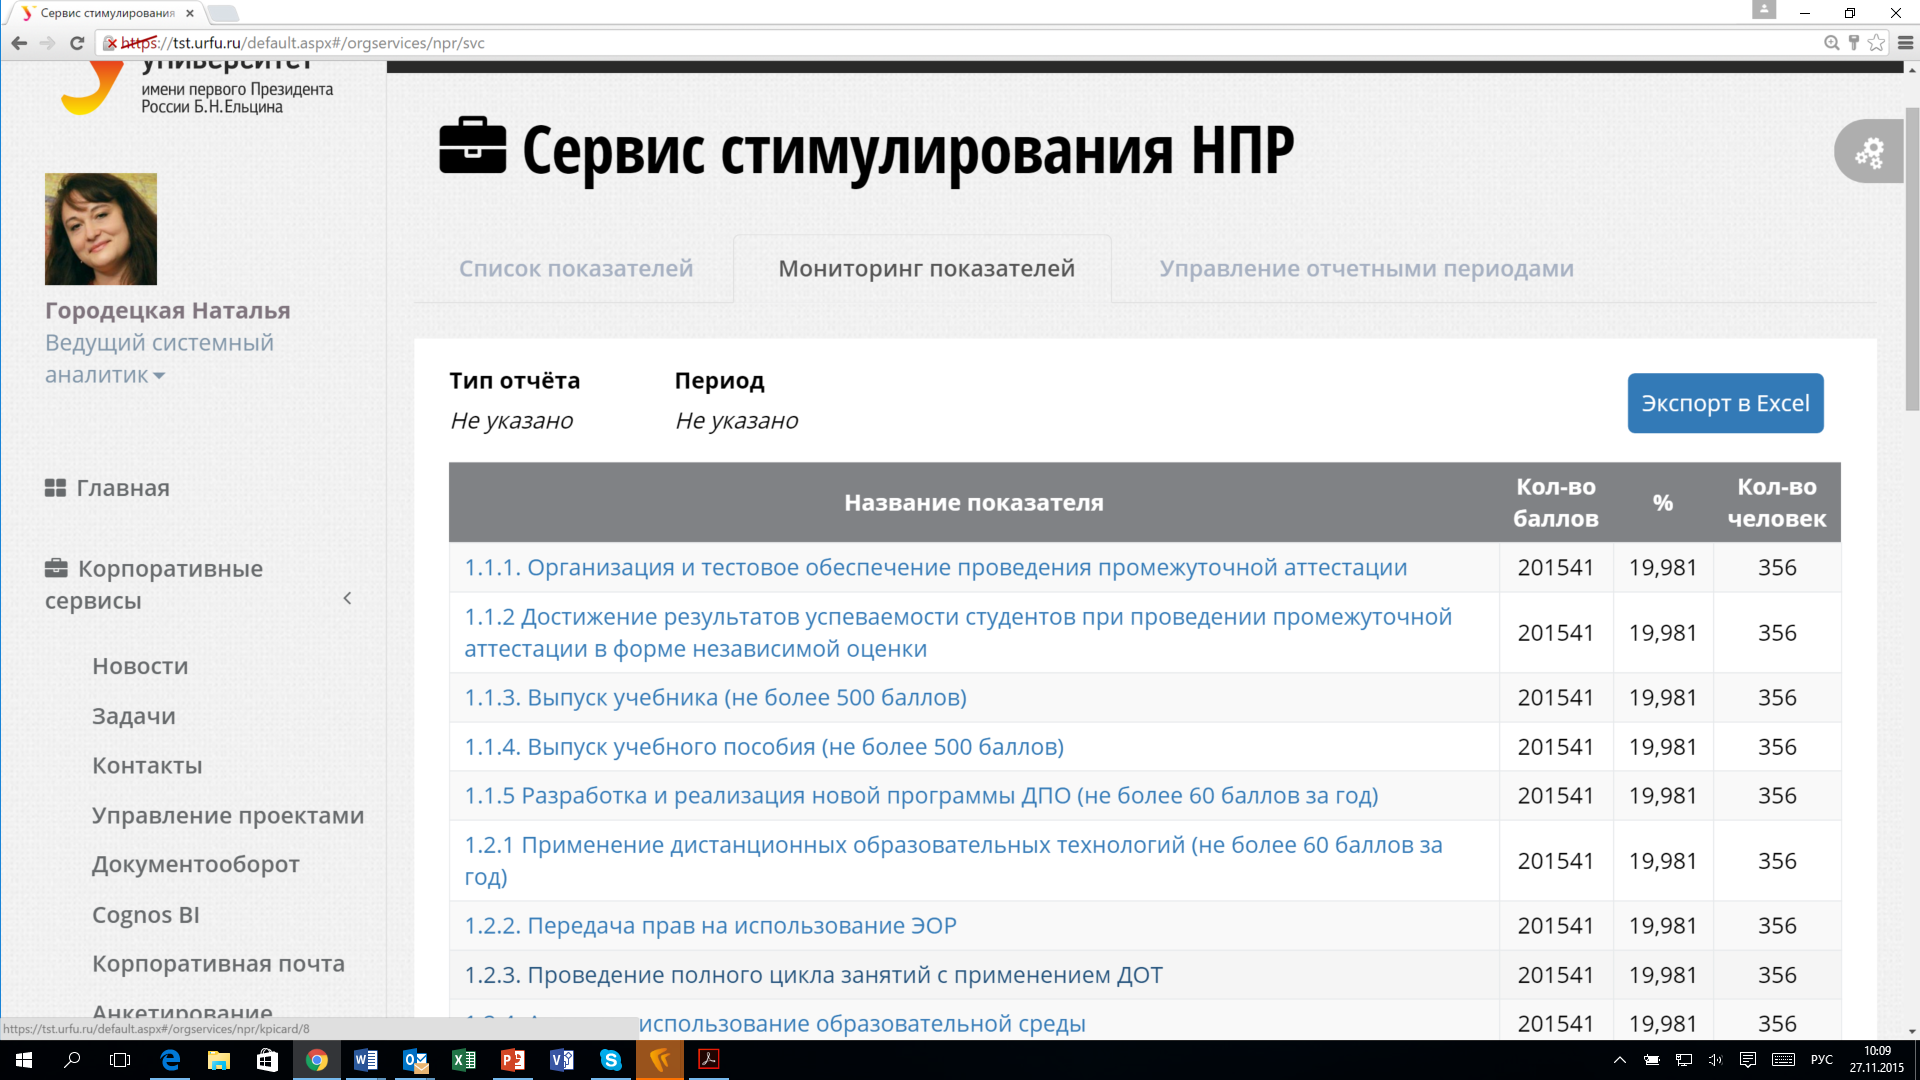 Сервис стимулирования
https://tst.urfu.ru/default.aspx#/orgservices/npr/svc
университет
имени первого Президента
России Б.Н.Ельцина
Городецкая Наталья
Ведущий системный
аналитик
Главная
Корпоративные
сервисы
Новости
Задачи
Контакты
Управление проектами
Документооборот
Cognos BI
Корпоративная почта
Анкетирование
Сервис стимулирования НПР
Список показателей
Мониторинг показателей
Управление отчетными периодами
Тип отчёта
Период
Не указано
Не указано
Экспорт в Excel
Название показателя
Кол-во
баллов
%
Кол-во
человек
1.1.1. Организация и тестовое обеспечение проведения промежуточной аттестации 201541 19,981 356
1.1.2 Достижение результатов успеваемости студентов при проведении промежуточной
аттестации в форме независимой оценки 201541 19,981 356
1.1.3. Выпуск учебника (не более 500 баллов) 201541 19,981 356
1.1.4. Выпуск учебного пособия (не более 500 баллов) 201541 19,981 356
1.1.5 Разработка и реализация новой программы ДПО (не более 60 баллов за год) 201541 19,981 356
1.2.1 Применение дистанционных образовательных технологий (не более 60 баллов за
год) 201541 19,981 356
1.2.2. Передача прав на использование ЭОР 201541 19,981 356
1.2.3. Проведение полного цикла занятий с применением ДОТ 201541 19,981 356
использование образовательной среды 201541 19,981 356
https://tst.urfu.ru/default.aspx#/orgservices/npr/kpicard/8
РУС
10:09
27.11.2015